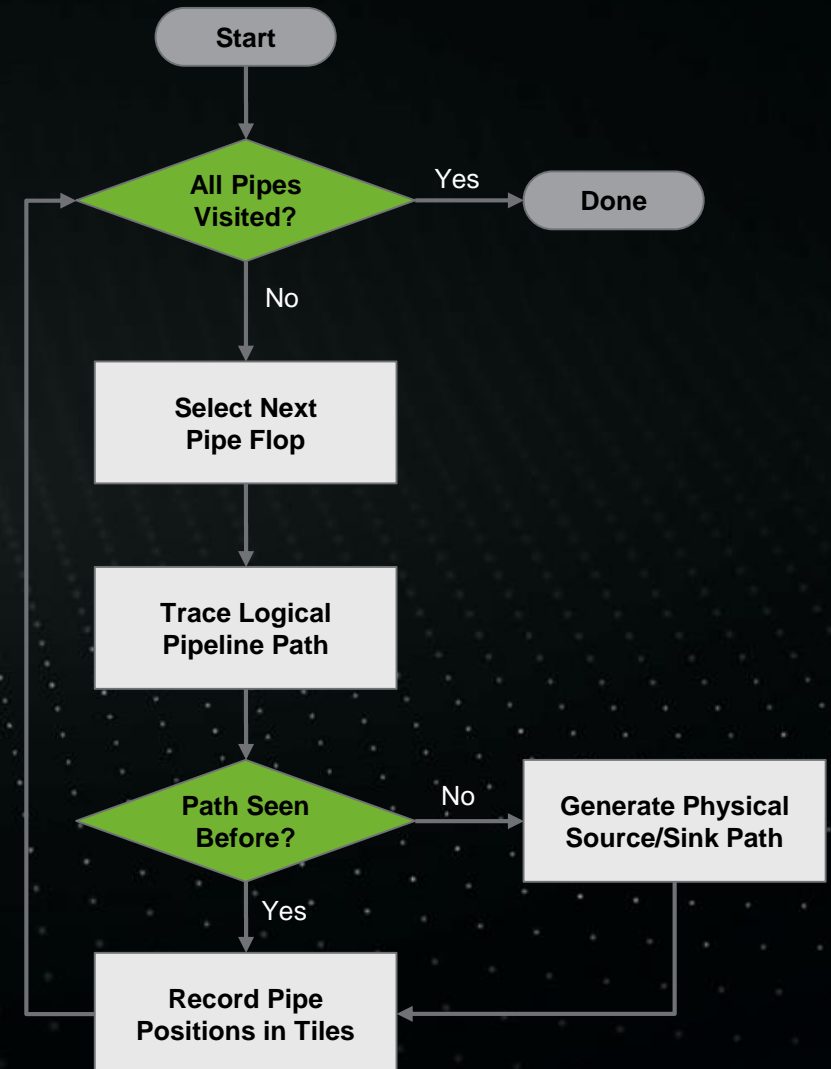 Start
All Pipes
Visited?
Yes
Done
No
Select Next
Pipe Flop
Trace Logical
Pipeline Path
Path Seen
Before?
No
Generate Physical
Source/Sink Path
Yes
Record Pipe
Positions in Tiles